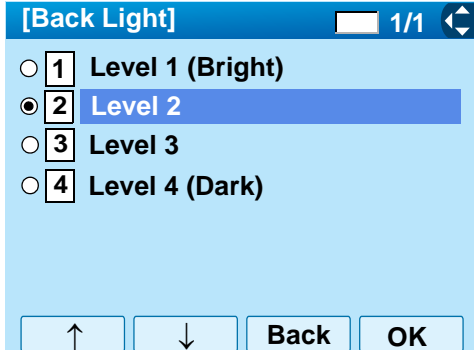 [Back Light] 1/1
1 Level 1 (Bright)
2 Level 2
3 Level 3
4 Level 4 (Dark)
↑ ↓ Back OK